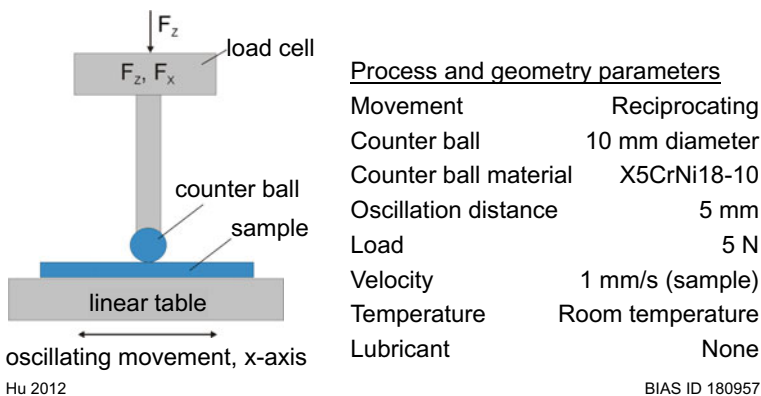 F_z
load cell
F_z, F_x
counter ball
sample
linear table
oscillating movement, x-axis
Hu 2012
Process and geometry parameters
Movement Reciprocating
Counter ball 10 mm diameter
Counter ball material X5CrNi18-10
Oscillation distance 5 mm
Load 5 N
Velocity 1 mm/s (sample)
Temperature Room temperature
Lubricant None
BIAS ID 180957